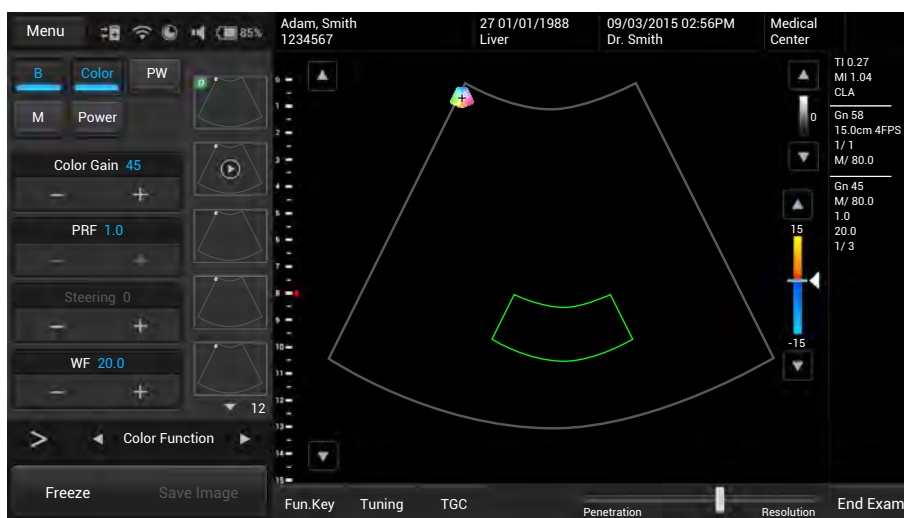 Menu
85%
Adam, Smith
1234567
27 01/01/1988
Liver
09/03/2015 02:56PM
Dr. Smith
Medical
Center
B
Color
PW
M
Power
Color Gain 45
−
+
PRF 1.0
−
+
Steering 0
−
+
WF 20.0
−
+
12
>
Color Function
Freeze
Save Image
0
1
2
3
4
5
6
7
8
9
10
11
12
13
14
15
0
15
-15
TI 0.27
MI 1.04
CLA
Gn 58
15.0cm 4FPS
1/ 1
M/ 80.0
Gn 45
M/ 80.0
1.0
20.0
1/ 3
Fun.Key
Tuning
TGC
Penetration
Resolution
End Exam